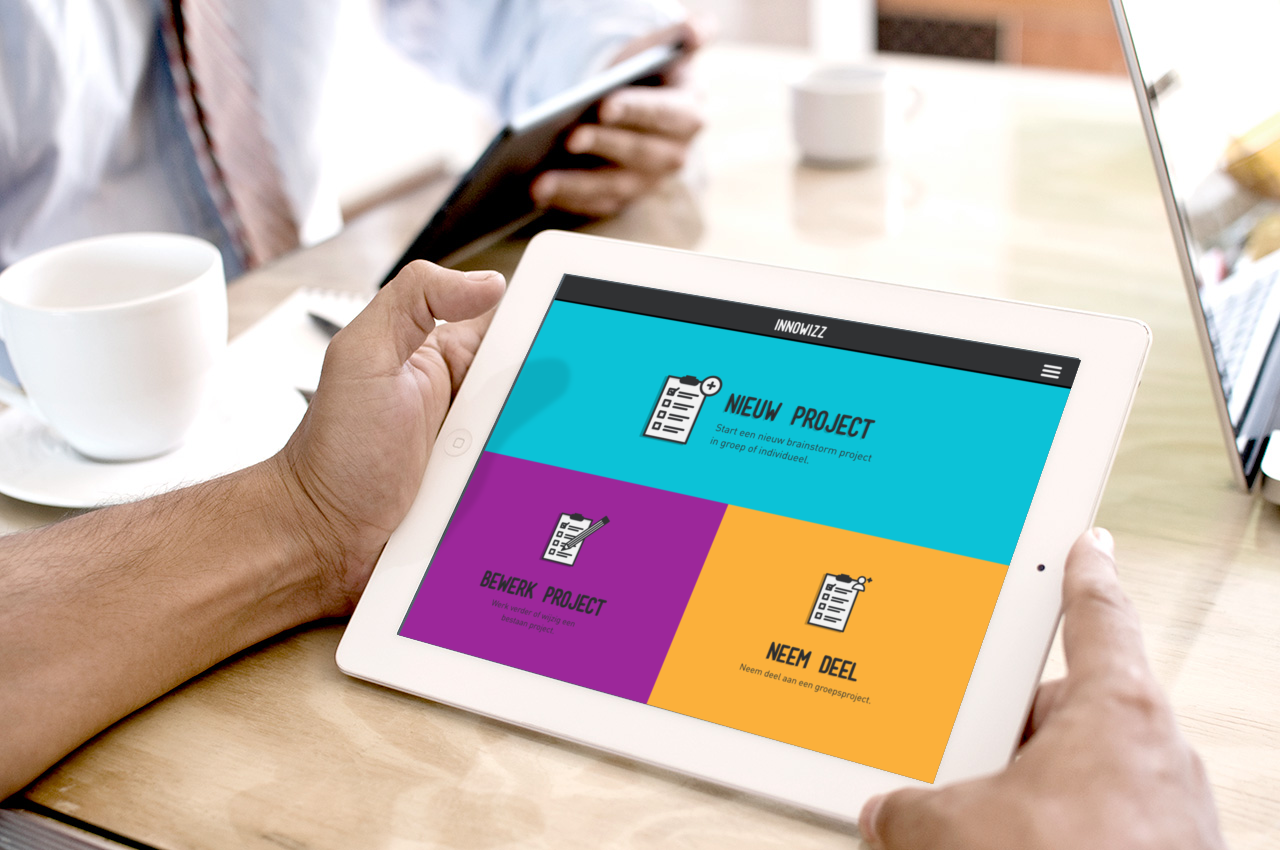 INNOWIZZ
NIEUW PROJECT
Start een nieuw brainstorm project
in groep of individueel.
BEWERK PROJECT
Werk verder of wijzig een
bestaan project.
NEEM DEEL
Neem deel aan een groepsproject.